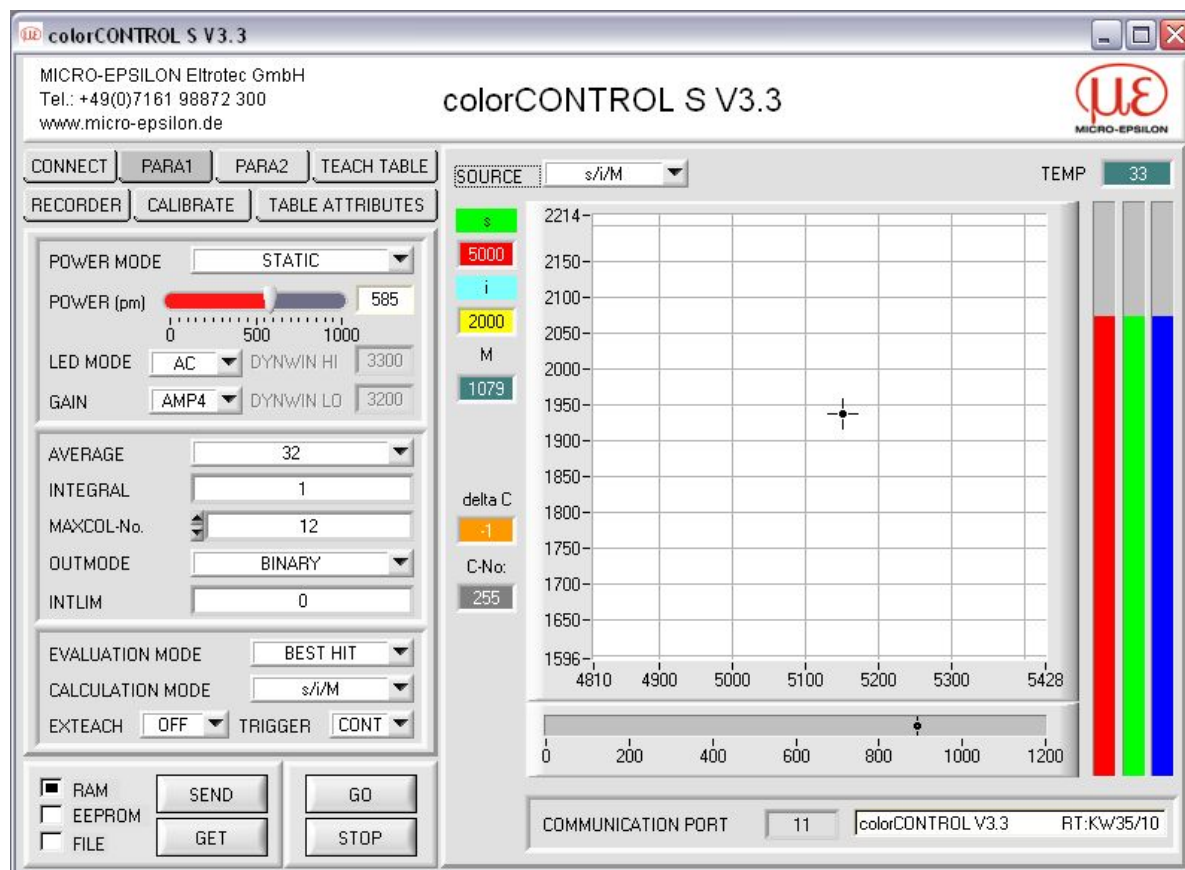 colorCONTROL S V3.3
MICRO-EPSILON Eltrotec GmbH
Tel.: +49(0)7161 98872 300
www.micro-epsilon.de
colorCONTROL S V3.3
με
MICRO-EPSILON
CONNECT PARA1 PARA2 TEACH TABLE
RECORDER CALIBRATE TABLE ATTRIBUTES
POWER MODE STATIC
POWER (pm) 585
0 500 1000
LED MODE AC DYNWIN HI 3300
GAIN AMP4 DYNWIN LO 3200
AVERAGE 32
INTEGRAL 1
MAXCOL-No. 12
OUTMODE BINARY
INTLIM 0
EVALUATION MODE BEST HIT
CALCULATION MODE s/i/M
EXTEACH OFF TRIGGER CONT
RAM
EEPROM
FILE
SEND
GET
GO
STOP
SOURCE s/i/M
TEMP 33
s
5000
i
2000
M
1079
delta C
-1
C-No:
255
2214
2150
2100
2050
2000
1950
1900
1850
1800
1750
1700
1650
1596
4810 4900 5000 5100 5200 5300 5428
0 200 400 600 800 1000 1200
COMMUNICATION PORT 11 colorCONTROL V3.3 RT:KW35/10